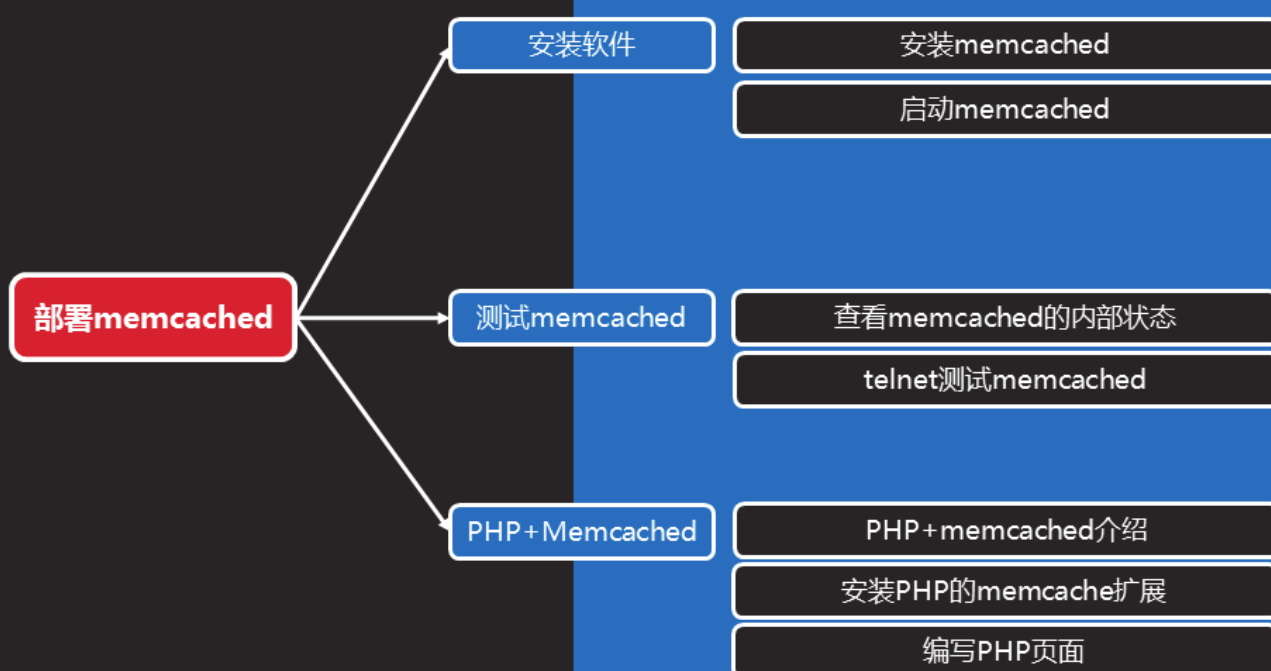 部署memcached
安装软件
安装memcached
启动memcached
测试memcached
查看memcached的内部状态
telnet测试memcached
PHP+Memcached
PHP+memcached介绍
安装PHP的memcache扩展
编写PHP页面